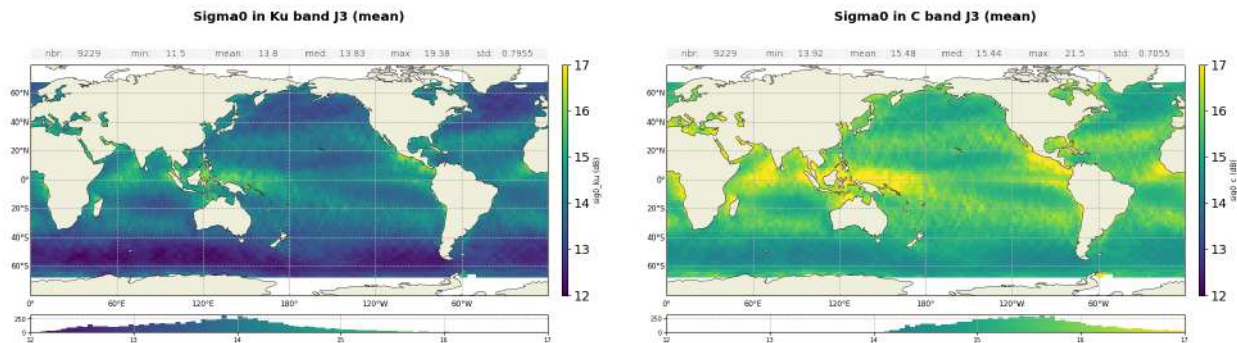 Sigma0 in Ku band J3 (mean)
nbr: 9229 min: 11.5 mean: 13.8 med: 13.83 max: 19.38 std: 0.7955
60°N
40°N
20°N
0°
20°S
40°S
60°S
0° 60°E 120°E 180° 120°W 60°W
17
16
15
14
13
12
sig0_ku (dB)
250
0
12 13 14 15 16 17
Sigma0 in C band J3 (mean)
nbr: 9229 min: 13.92 mean: 15.48 med: 15.44 max: 21.5 std: 0.7055
60°N
40°N
20°N
0°
20°S
40°S
60°S
0° 60°E 120°E 180° 120°W 60°W
17
16
15
14
13
12
sig0_c (dB)
250
0
12 13 14 15 16 17